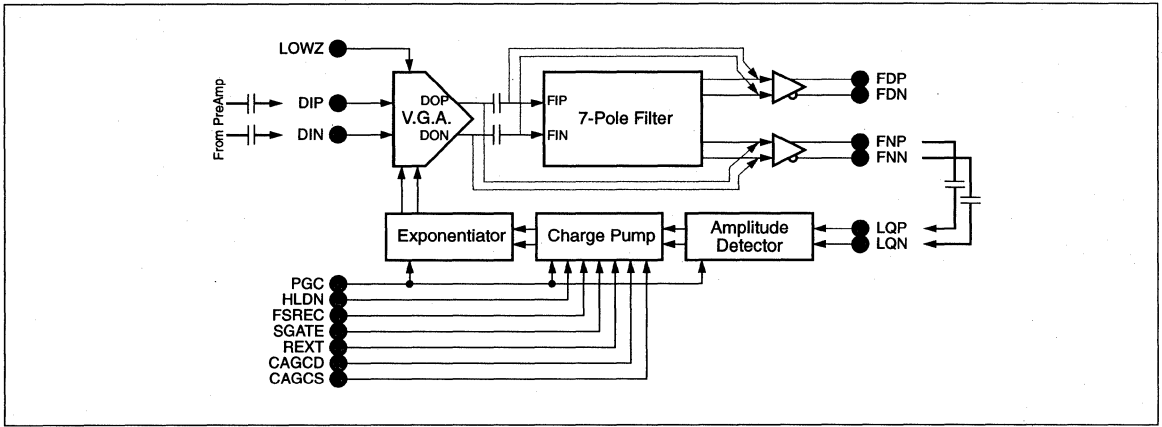 LOWZ
From PreAmp
DIP
DIN
DOP
V.G.A.
DON
FIP
FIN
7-Pole Filter
FDP
FDN
FNP
FNN
Exponentiator
Charge Pump
Amplitude
Detector
LQP
LQN
PGC
HLDN
FSREC
SGATE
REXT
CAGCD
CAGCS